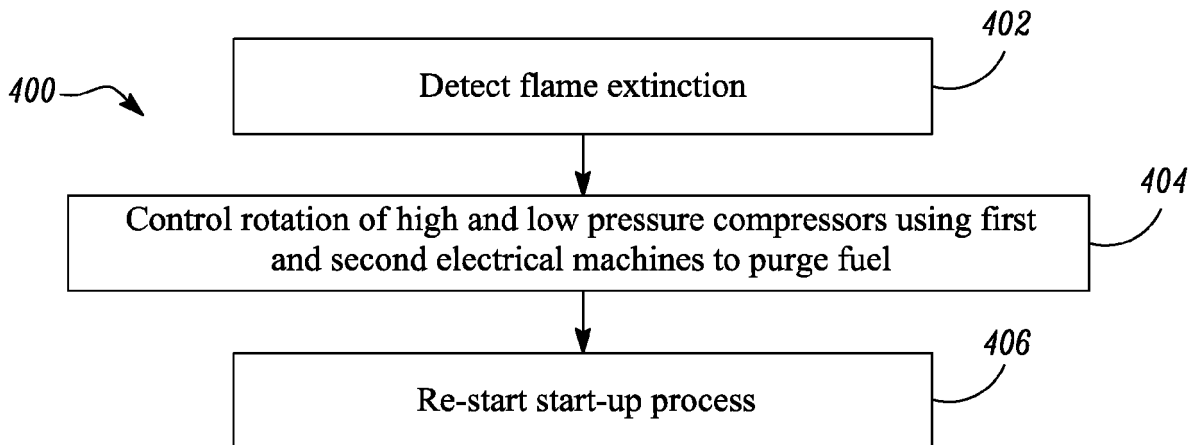 402
Detect flame extinction
400
404
Control rotation of high and low pressure compressors using first
and second electrical machines to purge fuel
406
Re-start start-up process